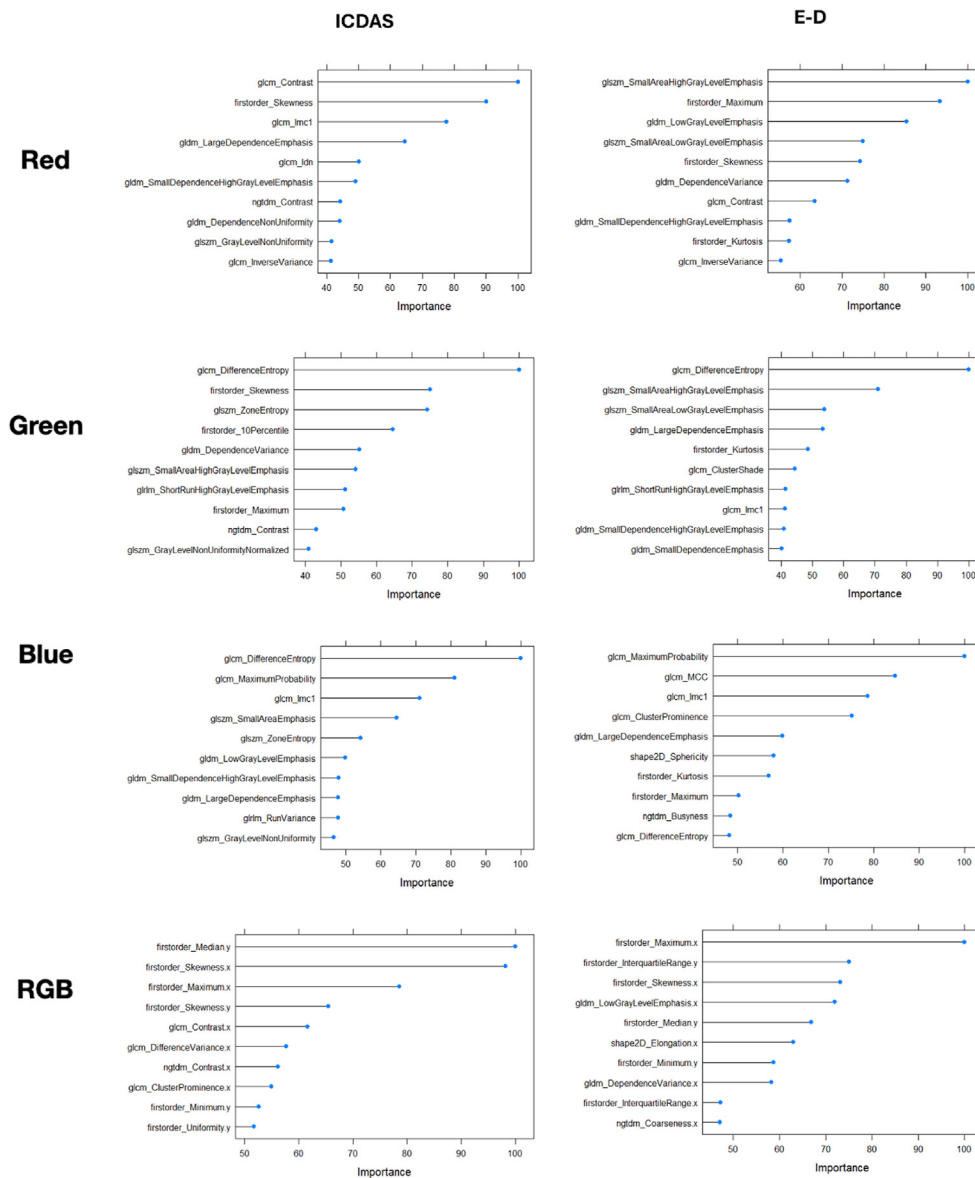 ICDAS
E-D
Red
glcm_Contrast
firstorder_Skewness
glcm_Imc1
gldm_LargeDependenceEmphasis
glcm_Idn
gldm_SmallDependenceHighGrayLevelEmphasis
ngtdm_Contrast
gldm_DependenceNonUniformity
glszm_GrayLevelNonUniformity
glcm_InverseVariance
40 50 60 70 80 90 100
Importance
glszm_SmallAreaHighGrayLevelEmphasis
firstorder_Maximum
gldm_LowGrayLevelEmphasis
glszm_SmallAreaLowGrayLevelEmphasis
firstorder_Skewness
gldm_DependenceVariance
glcm_Contrast
gldm_SmallDependenceHighGrayLevelEmphasis
firstorder_Kurtosis
glcm_InverseVariance
60 70 80 90 100
Importance
Green
glcm_DifferenceEntropy
firstorder_Skewness
glszm_ZoneEntropy
firstorder_10Percentile
gldm_DependenceVariance
glszm_SmallAreaHighGrayLevelEmphasis
glrlm_ShortRunHighGrayLevelEmphasis
firstorder_Maximum
ngtdm_Contrast
glszm_GrayLevelNonUniformityNormalized
40 50 60 70 80 90 100
Importance
glcm_DifferenceEntropy
glszm_SmallAreaHighGrayLevelEmphasis
glszm_SmallAreaLowGrayLevelEmphasis
gldm_LargeDependenceEmphasis
firstorder_Kurtosis
glcm_ClusterShade
glrlm_ShortRunHighGrayLevelEmphasis
glcm_Imc1
gldm_SmallDependenceHighGrayLevelEmphasis
gldm_SmallDependenceEmphasis
40 50 60 70 80 90 100
Importance
Blue
glcm_DifferenceEntropy
glcm_MaximumProbability
glcm_Imc1
glszm_SmallAreaEmphasis
glszm_ZoneEntropy
gldm_LowGrayLevelEmphasis
gldm_SmallDependenceHighGrayLevelEmphasis
gldm_LargeDependenceEmphasis
glrlm_RunVariance
glszm_GrayLevelNonUniformity
50 60 70 80 90 100
Importance
glcm_MaximumProbability
glcm_MCC
glcm_Imc1
glcm_ClusterProminence
gldm_LargeDependenceEmphasis
shape2D_Sphericity
firstorder_Kurtosis
firstorder_Maximum
ngtdm_Busyness
glcm_DifferenceEntropy
50 60 70 80 90 100
Importance
RGB
firstorder_Median.y
firstorder_Skewness.x
firstorder_Maximum.x
firstorder_Skewness.y
glcm_Contrast.x
glcm_DifferenceVariance.x
ngtdm_Contrast.x
glcm_ClusterProminence.x
firstorder_Minimum.y
firstorder_Uniformity.y
50 60 70 80 90 100
Importance
firstorder_Maximum.x
firstorder_InterquartileRange.y
firstorder_Skewness.x
gldm_LowGrayLevelEmphasis.x
firstorder_Median.y
shape2D_Elongation.x
firstorder_Minimum.y
gldm_DependenceVariance.x
firstorder_InterquartileRange.x
ngtdm_Coarseness.x
50 60 70 80 90 100
Importance